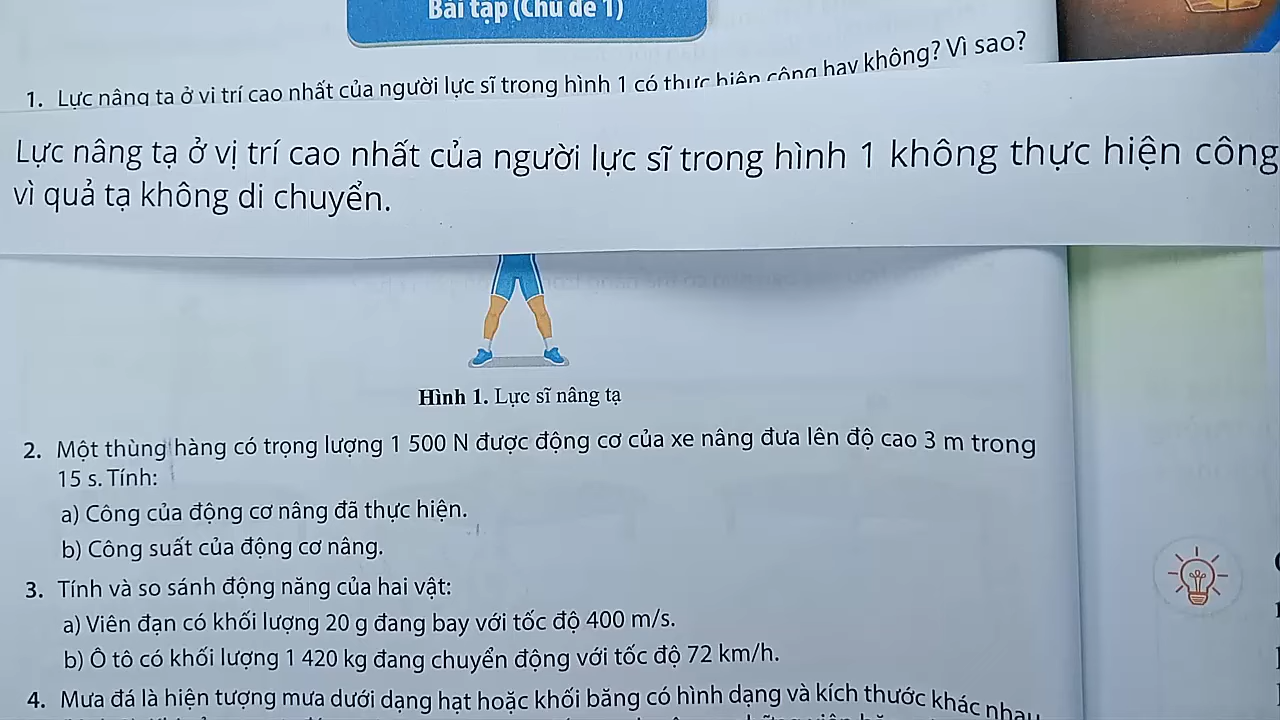 Bài tập (Chủ đề 1)
1. Lực nâng tạ ở vị trí cao nhất của người lực sĩ trong hình 1 có thực hiện công hay không? Vì sao?
Lực nâng tạ ở vị trí cao nhất của người lực sĩ trong hình 1 không thực hiện công
vì quả tạ không di chuyển.
Hình 1. Lực sĩ nâng tạ
2. Một thùng hàng có trọng lượng 1 500 N được động cơ của xe nâng đưa lên độ cao 3 m trong
15 s. Tính:
a) Công của động cơ nâng đã thực hiện.
b) Công suất của động cơ nâng.
3. Tính và so sánh động năng của hai vật:
a) Viên đạn có khối lượng 20 g đang bay với tốc độ 400 m/s.
b) Ô tô có khối lượng 1 420 kg đang chuyển động với tốc độ 72 km/h.
4. Mưa đá là hiện tượng mưa dưới dạng hạt hoặc khối băng có hình dạng và kích thước khác nhau